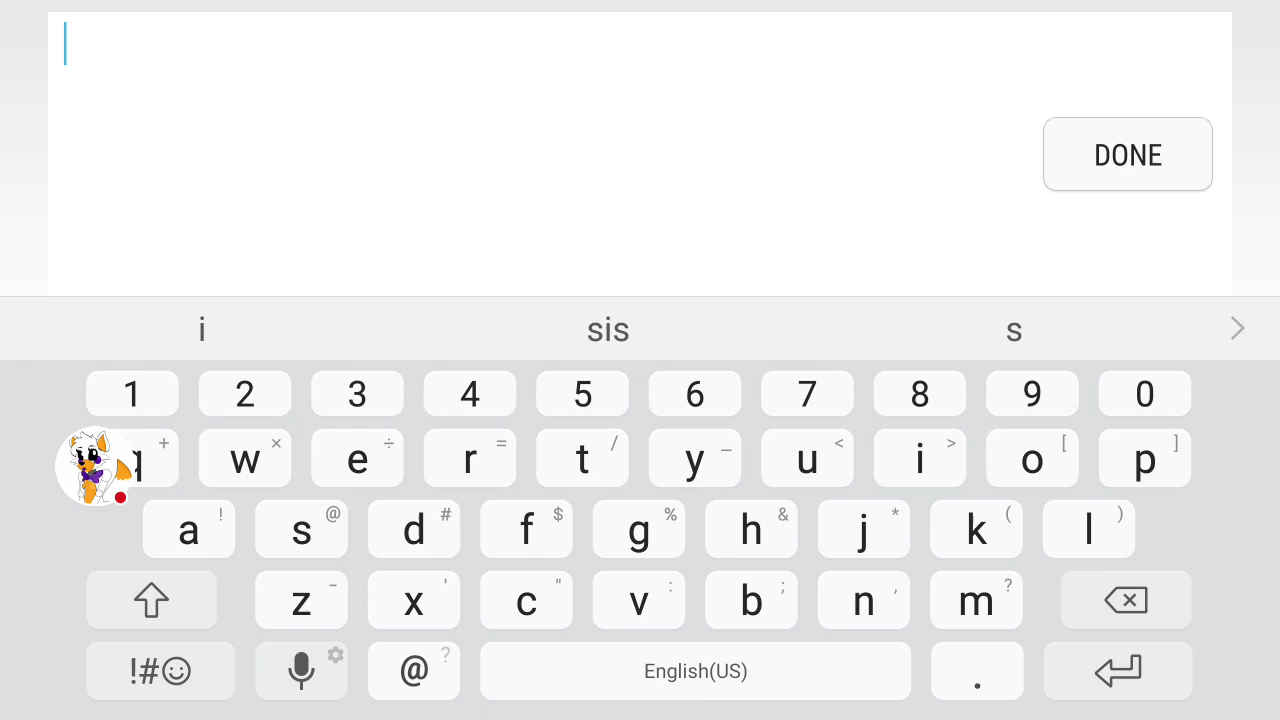 DONE
i sis s
1 2 3 4 5 6 7 8 9 0
q + w × e ÷ r = t / y _ u < i > o [ p ]
a ! s @ d # f $ g % h & j * k ( l )
z - x ' c " v : b ; n , m ?
!#☺ @ ? English(US) .